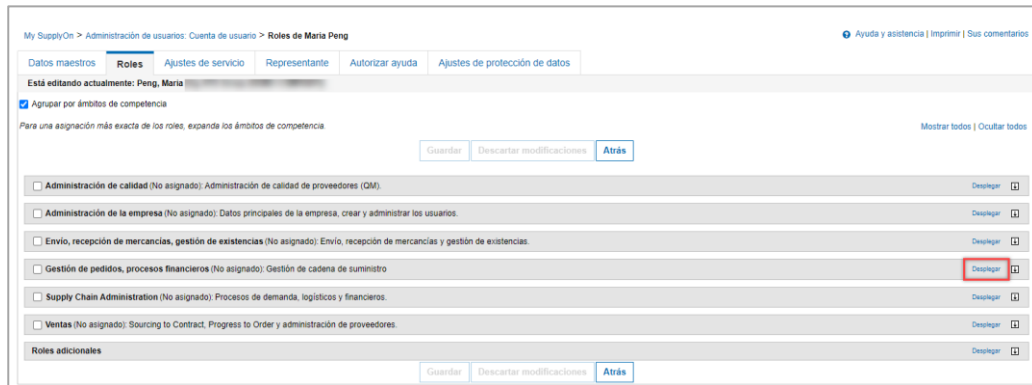 My SupplyOn > Administración de usuarios: Cuenta de usuario > Roles de Maria Peng
Ayuda y asistencia | Imprimir | Sus comentarios
Datos maestros Roles Ajustes de servicio Representante Autorizar ayuda Ajustes de protección de datos
Está editando actualmente: Peng, Maria
Agrupar por ámbitos de competencia
Para una asignación más exacta de los roles, expanda los ámbitos de competencia.
Mostrar todos | Ocultar todos
Guardar Descartar modificaciones Atrás
Administración de calidad (No asignado): Administración de calidad de proveedores (QM). Desplegar
Administración de la empresa (No asignado): Datos principales de la empresa, crear y administrar los usuarios. Desplegar
Envío, recepción de mercancías, gestión de existencias (No asignado): Envío, recepción de mercancías y gestión de existencias. Desplegar
Gestión de pedidos, procesos financieros (No asignado): Gestión de cadena de suministro Desplegar
Supply Chain Administration (No asignado): Procesos de demanda, logísticos y financieros. Desplegar
Ventas (No asignado): Sourcing to Contract, Progress to Order y administración de proveedores. Desplegar
Roles adicionales Desplegar
Guardar Descartar modificaciones Atrás